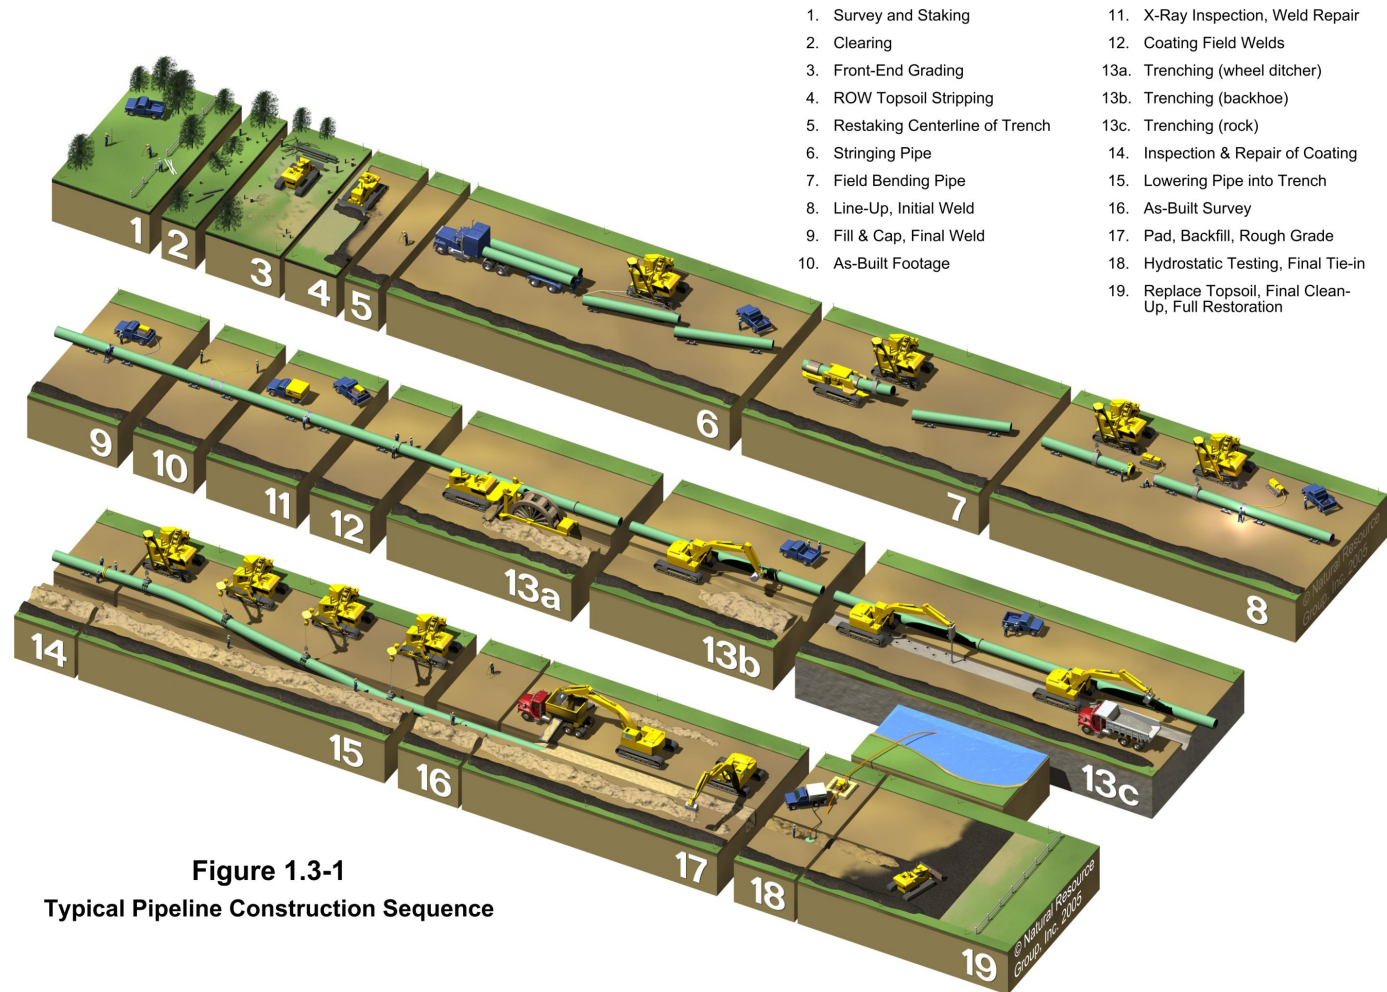 1. Survey and Staking
2. Clearing
3. Front-End Grading
4. ROW Topsoil Stripping
5. Restaking Centerline of Trench
6. Stringing Pipe
7. Field Bending Pipe
8. Line-Up, Initial Weld
9. Fill & Cap, Final Weld
10. As-Built Footage
11. X-Ray Inspection, Weld Repair
12. Coating Field Welds
13a. Trenching (wheel ditcher)
13b. Trenching (backhoe)
13c. Trenching (rock)
14. Inspection & Repair of Coating
15. Lowering Pipe into Trench
16. As-Built Survey
17. Pad, Backfill, Rough Grade
18. Hydrostatic Testing, Final Tie-in
19. Replace Topsoil, Final Clean-
Up, Full Restoration
1
2
3
4
5
6
7
8
© Natural Resource
Group, Inc. 2005
9
10
11
12
13a
13b
13c
14
15
16
17
18
19
© Natural Resource
Group, Inc. 2005
Figure 1.3-1
Typical Pipeline Construction Sequence